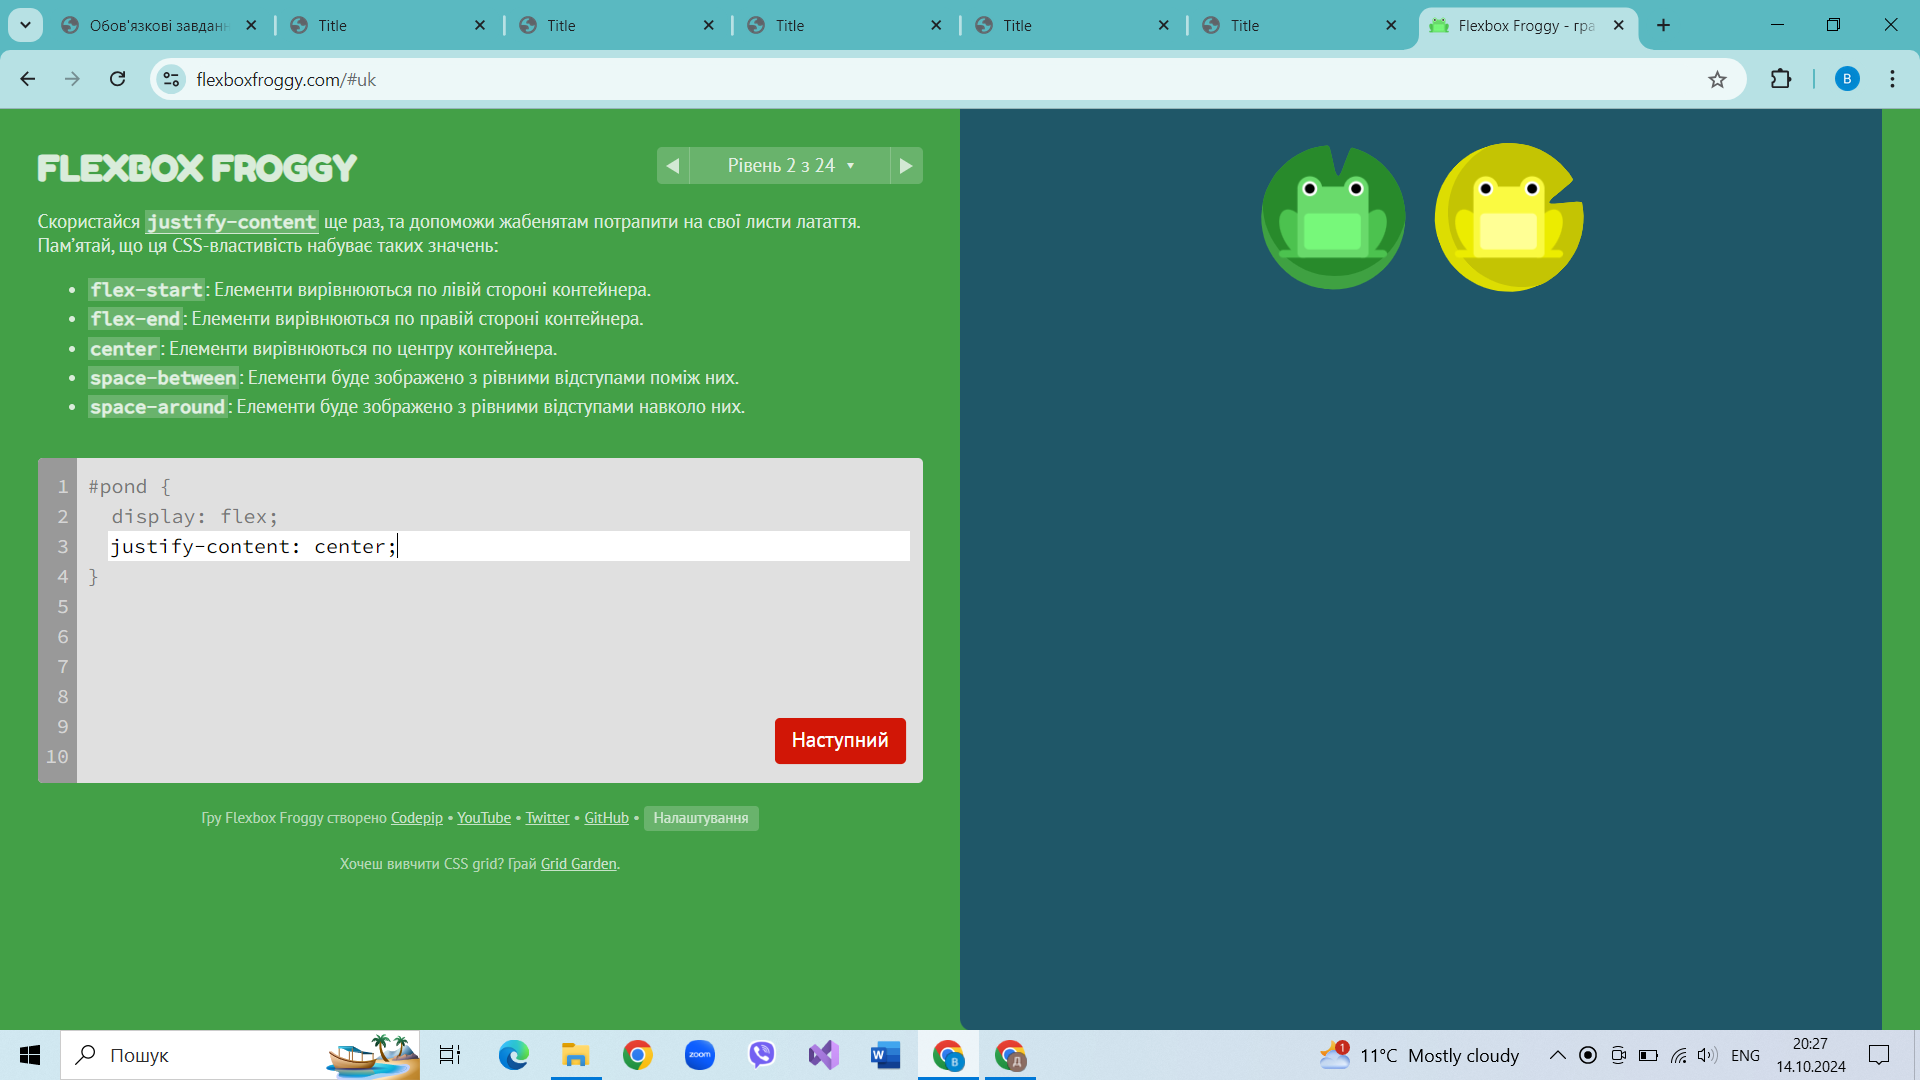 Обов'язкові завданн
Title
Title
Title
Title
Title
Flexbox Froggy - гра
flexboxfroggy.com/#uk
B
FLEXBOX FROGGY
Рівень 2 з 24
Скористайся justify-content ще раз, та допоможи жабенятам потрапити на свої листи латаття.
Пам’ятай, що ця CSS-властивість набуває таких значень:
• flex-start: Елементи вирівнюються по лівій стороні контейнера.
• flex-end: Елементи вирівнюються по правій стороні контейнера.
• center: Елементи вирівнюються по центру контейнера.
• space-between: Елементи буде зображено з рівними відступами поміж них.
• space-around: Елементи буде зображено з рівними відступами навколо них.
1 #pond {
2 display: flex;
3 justify-content: center;
4 }
5
6
7
8
9
10
Наступний
Гру Flexbox Froggy створено Codepip • YouTube • Twitter • GitHub • Налаштування
Хочеш вивчити CSS grid? Грай Grid Garden.
Пошук
zoom
W
B
Д
1
11°C Mostly cloudy
ENG
20:27
14.10.2024